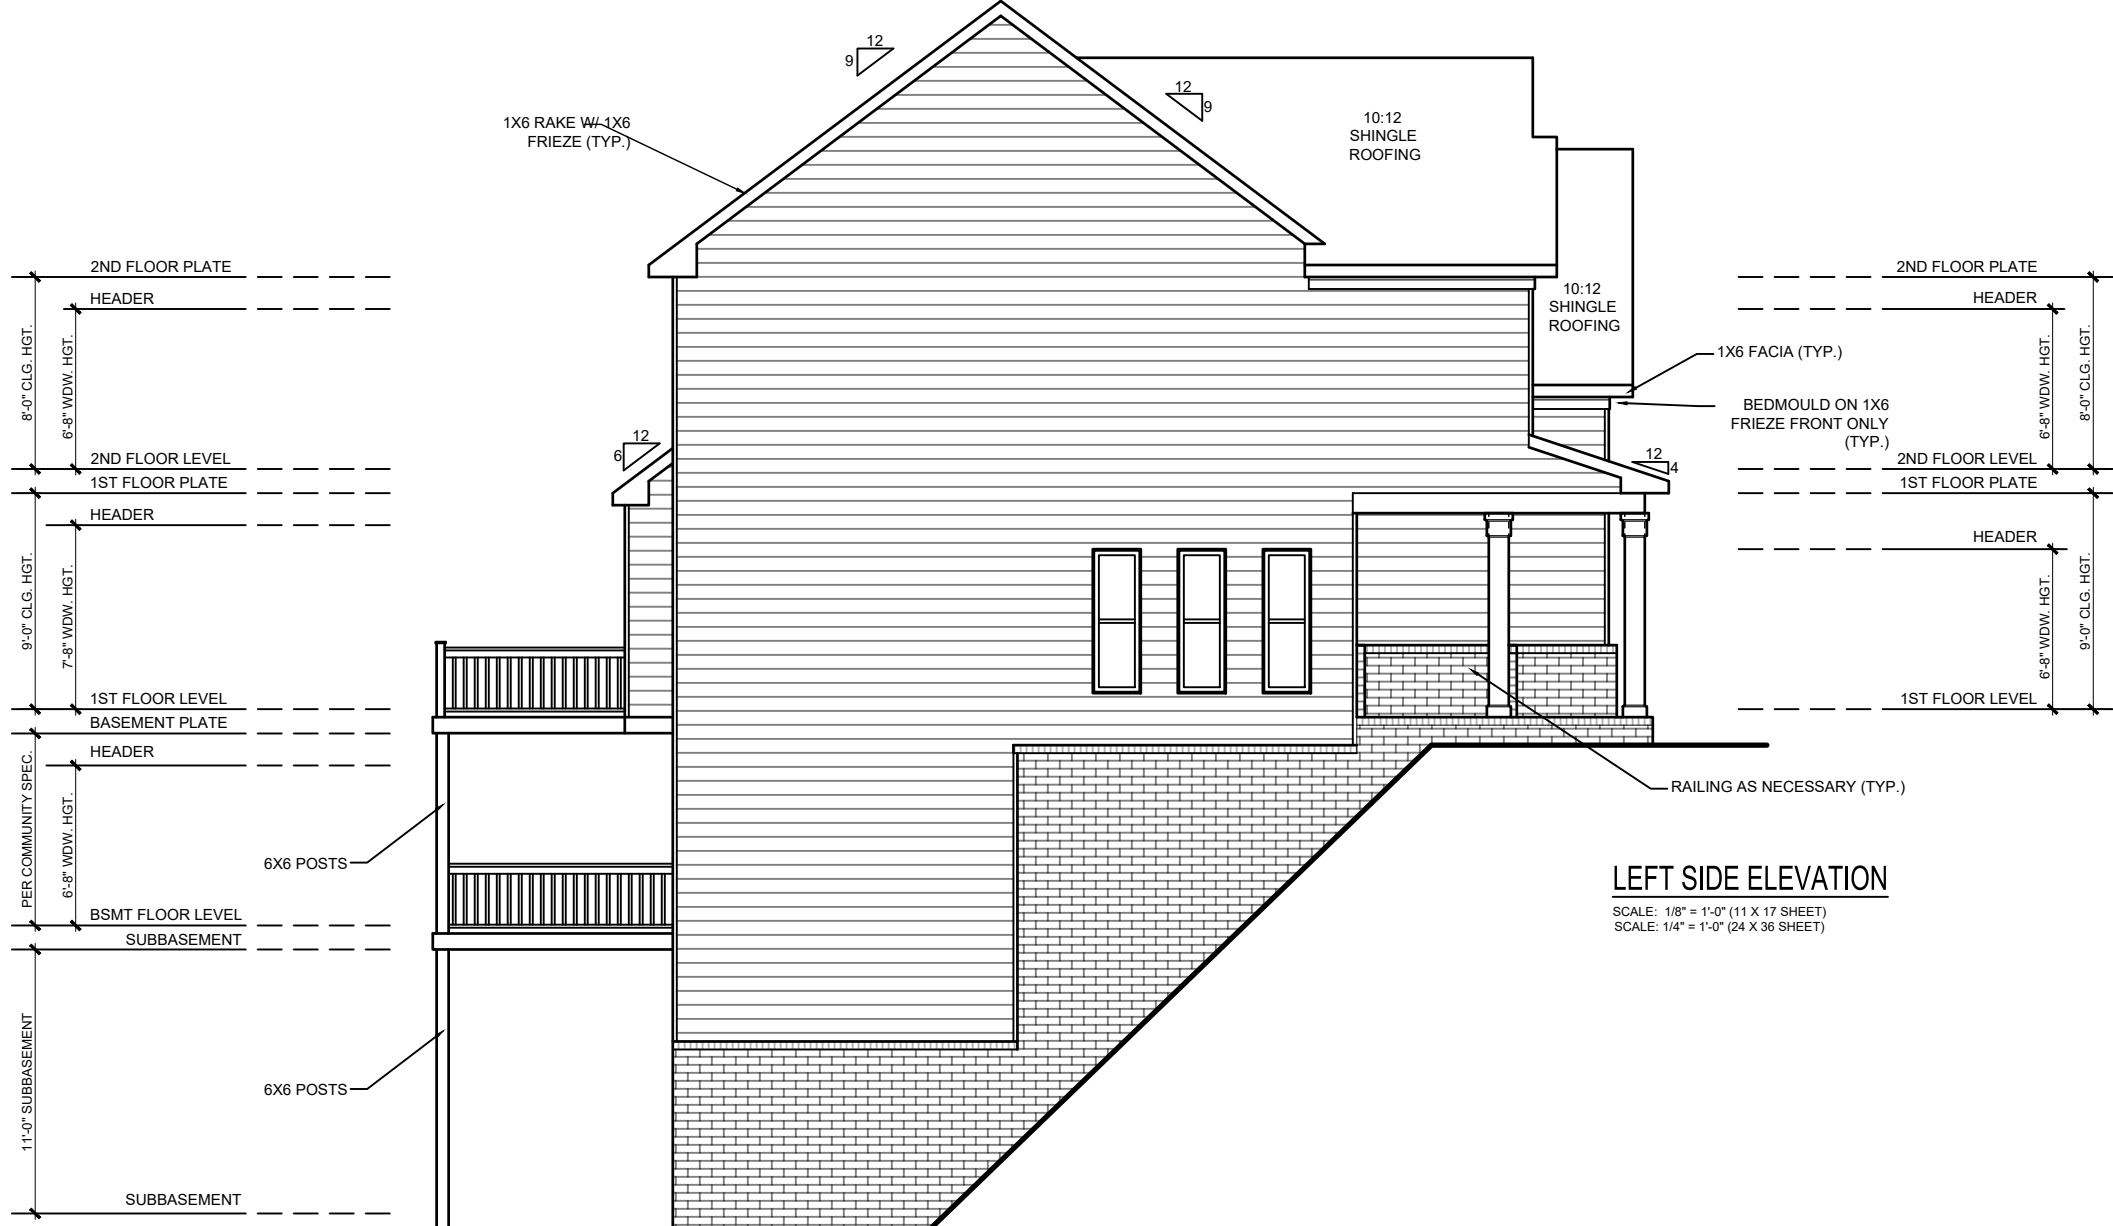 12
9
12
9
1X6 RAKE W/ 1X6
FRIEZE (TYP.)
10:12
SHINGLE
ROOFING
10:12
SHINGLE
ROOFING
2ND FLOOR PLATE
HEADER
8'-0" CLG. HGT.
6'-8" WDW. HGT.
2ND FLOOR LEVEL
1ST FLOOR PLATE
HEADER
9'-0" CLG. HGT.
7'-8" WDW. HGT.
1ST FLOOR LEVEL
BASEMENT PLATE
HEADER
PER COMMUNITY SPEC.
6'-8" WDW. HGT.
BSMT FLOOR LEVEL
SUBBASEMENT
11'-0" SUBBASEMENT
SUBBASEMENT
12
6
6X6 POSTS
6X6 POSTS
2ND FLOOR PLATE
HEADER
6'-8" WDW. HGT.
8'-0" CLG. HGT.
1X6 FACIA (TYP.)
BEDMOULD ON 1X6
FRIEZE FRONT ONLY
(TYP.)
12
4
2ND FLOOR LEVEL
1ST FLOOR PLATE
HEADER
6'-8" WDW. HGT.
9'-0" CLG. HGT.
1ST FLOOR LEVEL
RAILING AS NECESSARY (TYP.)
LEFT SIDE ELEVATION
SCALE: 1/8" = 1'-0" (11 X 17 SHEET)
SCALE: 1/4" = 1'-0" (24 X 36 SHEET)